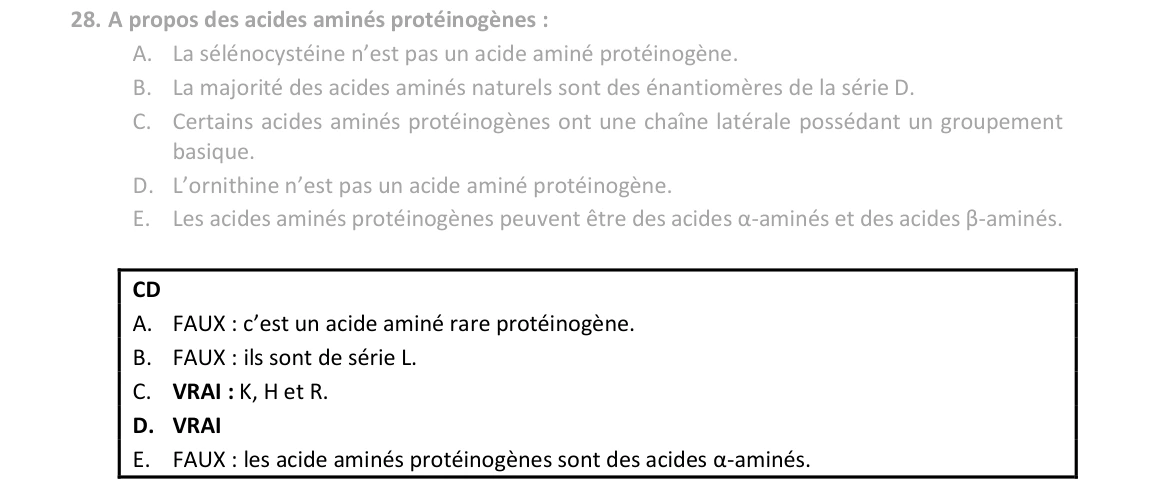 28. A propos des acides aminés protéinogènes :
A. La sélénocystéine n’est pas un acide aminé protéinogène.
B. La majorité des acides aminés naturels sont des énantiomères de la série D.
C. Certains acides aminés protéinogènes ont une chaîne latérale possédant un groupement
basique.
D. L’ornithine n’est pas un acide aminé protéinogène.
E. Les acides aminés protéinogènes peuvent être des acides α-aminés et des acides β-aminés.
CD
A. FAUX : c’est un acide aminé rare protéinogène.
B. FAUX : ils sont de série L.
C. VRAI : K, H et R.
D. VRAI
E. FAUX : les acide aminés protéinogènes sont des acides α-aminés.